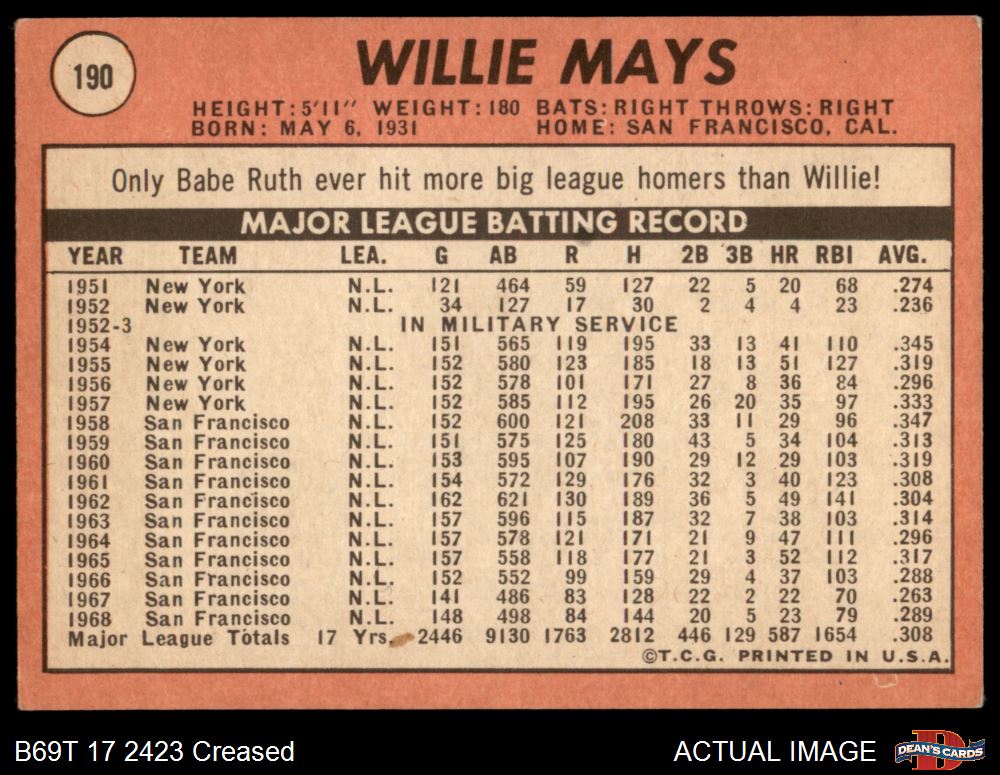 190
WILLIE MAYS
HEIGHT: 5'11" WEIGHT: 180 BATS: RIGHT THROWS: RIGHT
BORN: MAY 6, 1931 HOME: SAN FRANCISCO, CAL.
Only Babe Ruth ever hit more big league homers than Willie!
MAJOR LEAGUE BATTING RECORD
YEAR TEAM LEA. G AB R H 2B 3B HR RBI AVG.
1951 New York N.L. 121 464 59 127 22 5 20 68 .274
1952 New York N.L. 34 127 17 30 2 4 4 23 .236
1952-3 IN MILITARY SERVICE
1954 New York N.L. 151 565 119 195 33 13 41 110 .345
1955 New York N.L. 152 580 123 185 18 13 51 127 .319
1956 New York N.L. 152 578 101 171 27 8 36 84 .296
1957 New York N.L. 152 585 112 195 26 20 35 97 .333
1958 San Francisco N.L. 152 600 121 208 33 11 29 96 .347
1959 San Francisco N.L. 151 575 125 180 43 5 34 104 .313
1960 San Francisco N.L. 153 595 107 190 29 12 29 103 .319
1961 San Francisco N.L. 154 572 129 176 32 3 40 123 .308
1962 San Francisco N.L. 162 621 130 189 36 5 49 141 .304
1963 San Francisco N.L. 157 596 115 187 32 7 38 103 .314
1964 San Francisco N.L. 157 578 121 171 21 9 47 111 .296
1965 San Francisco N.L. 157 558 118 177 21 3 52 112 .317
1966 San Francisco N.L. 152 552 99 159 29 4 37 103 .288
1967 San Francisco N.L. 141 486 83 128 22 2 22 70 .263
1968 San Francisco N.L. 148 498 84 144 20 5 23 79 .289
Major League Totals 17 Yrs. 2446 9130 1763 2812 446 129 587 1654 .308
©T.C.G. PRINTED IN U.S.A.
B69T 17 2423 Creased
ACTUAL IMAGE
DEAN'S CARDS